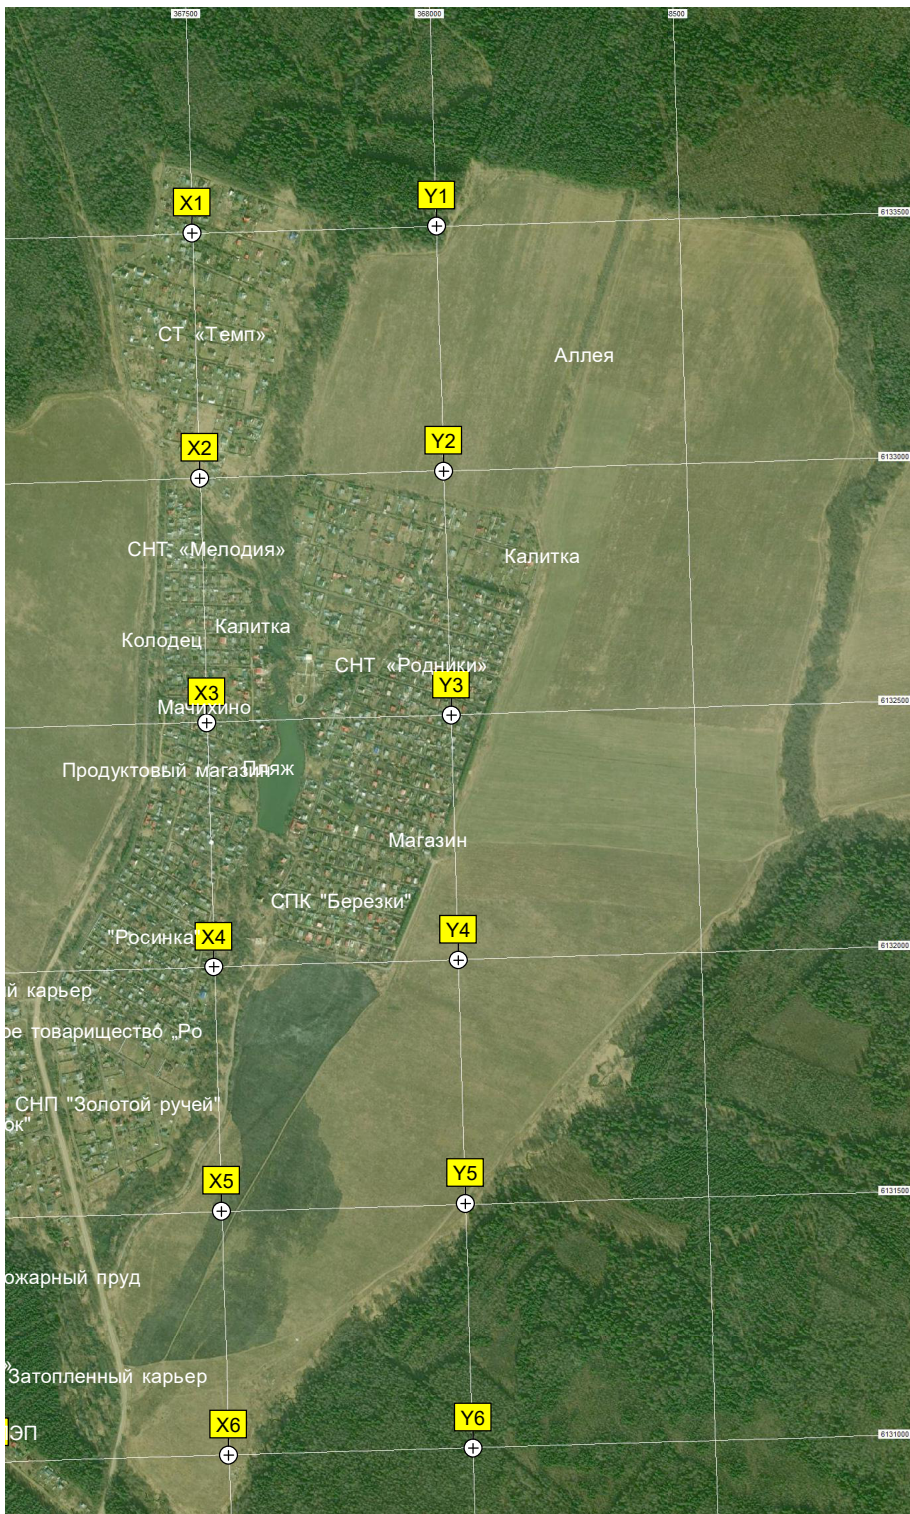 367500
368000
8500
X1
Y1
6133500
СТ «Темп»
Аллея
X2
Y2
6133000
СНТ «Мелодия»
Калитка
Калитка
Колодец
СНТ «Родники»
X3
Y3
Мачихино
6132500
Продуктовый магазин
Пляж
Магазин
СПК "Березки"
"Росинка"
X4
Y4
6132000
й карьер
ое товарищество „Ро
СНП "Золотой ручей"
ок"
X5
Y5
6131500
ожарный пруд
»
Затопленный карьер
X6
Y6
ЭП
6131000